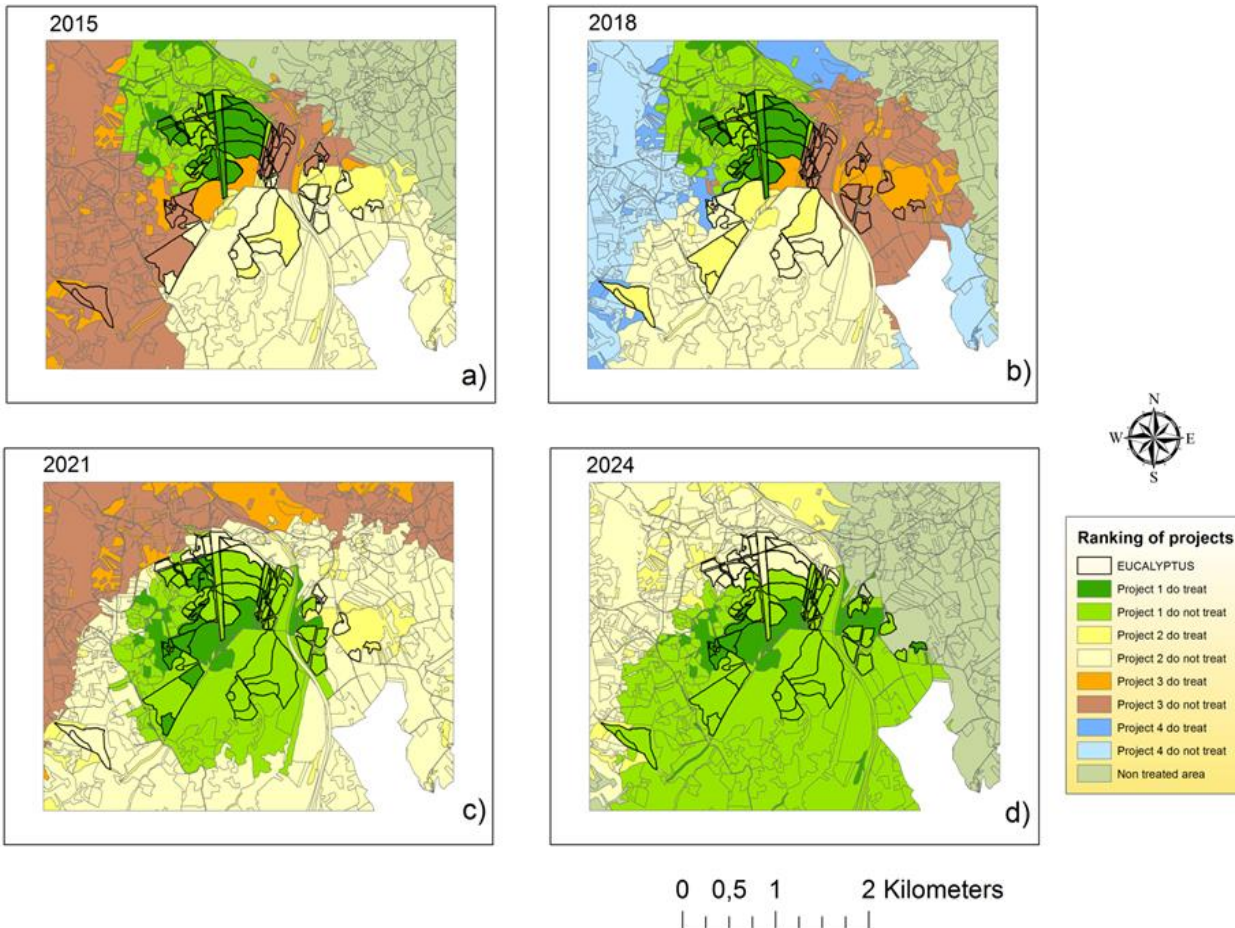 2015
a)
2018
b)
2021
c)
2024
d)
N
W E
S
Ranking of projects
EUCALYPTUS
Project 1 do treat
Project 1 do not treat
Project 2 do treat
Project 2 do not treat
Project 3 do treat
Project 3 do not treat
Project 4 do treat
Project 4 do not treat
Non treated area
0 0,5 1 2 Kilometers